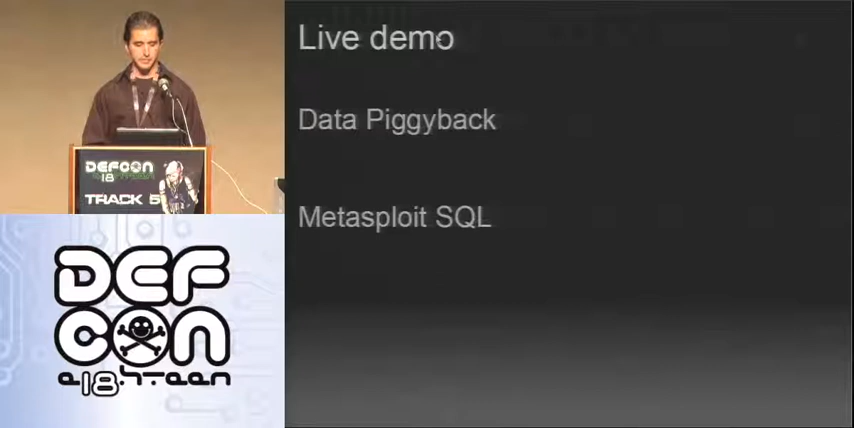 Live demo
Data Piggyback
Metasploit SQL
DEFCON
18
TRACK 5
DEF
CON
e18hteen